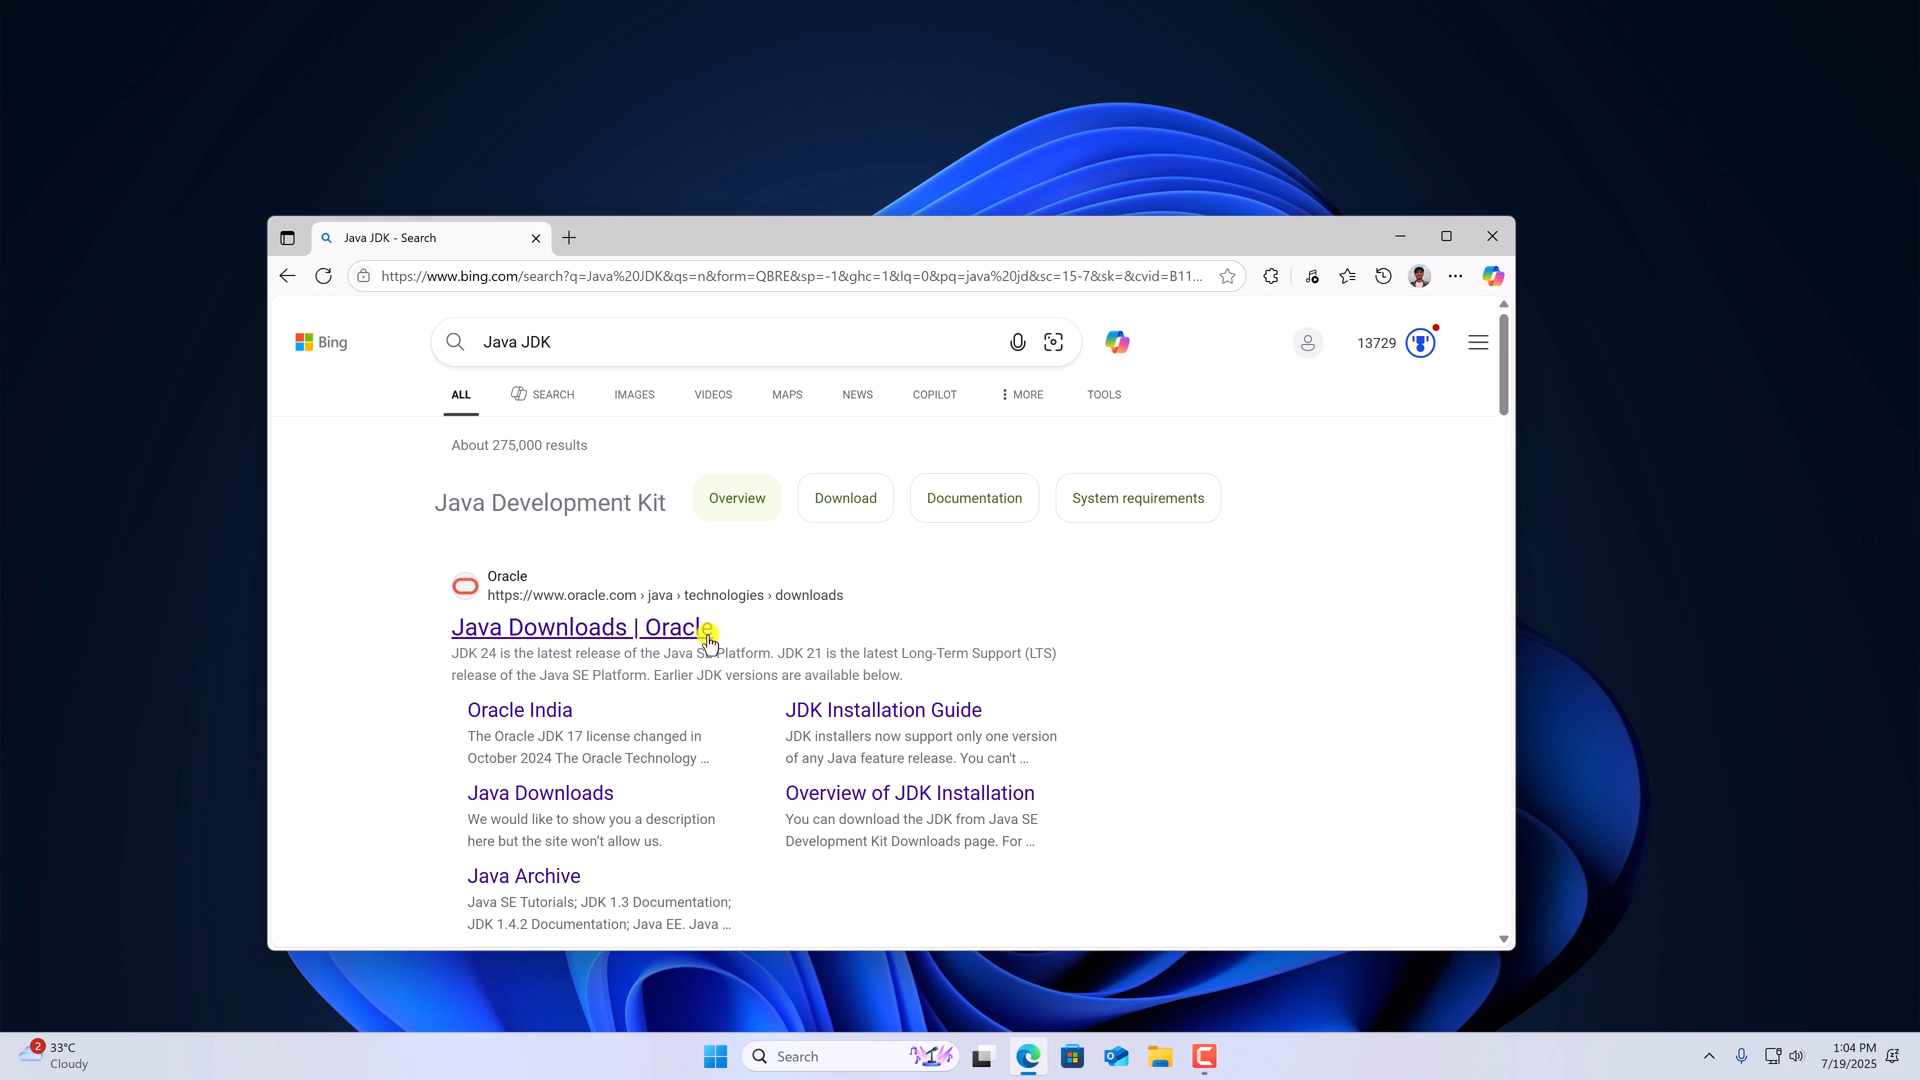 Java JDK - Search
https://www.bing.com/search?q=Java%20JDK&qs=n&form=QBRE&sp=-1&ghc=1&lq=0&pq=java%20jd&sc=15-7&sk=&cvid=B11...
Bing
Java JDK
13729
ALL
SEARCH
IMAGES
VIDEOS
MAPS
NEWS
COPILOT
MORE
TOOLS
About 275,000 results
Java Development Kit
Overview
Download
Documentation
System requirements
Oracle
https://www.oracle.com › java › technologies › downloads
Java Downloads | Oracle
JDK 24 is the latest release of the Java SE Platform. JDK 21 is the latest Long-Term Support (LTS)
release of the Java SE Platform. Earlier JDK versions are available below.
Oracle India
The Oracle JDK 17 license changed in
October 2024 The Oracle Technology ...
JDK Installation Guide
JDK installers now support only one version
of any Java feature release. You can't ...
Java Downloads
We would like to show you a description
here but the site won't allow us.
Overview of JDK Installation
You can download the JDK from Java SE
Development Kit Downloads page. For ...
Java Archive
Java SE Tutorials; JDK 1.3 Documentation;
JDK 1.4.2 Documentation; Java EE. Java ...
2
33°C
Cloudy
Search
1:04 PM
7/19/2025